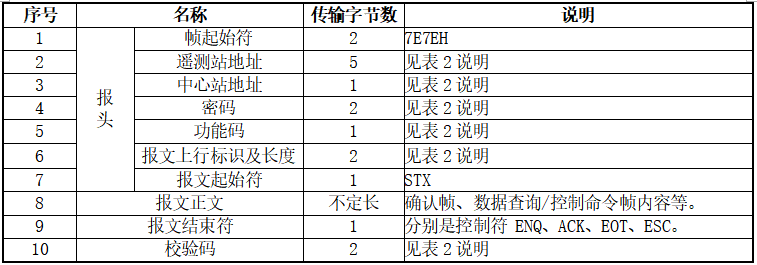 序号 名称 传输字节数 说明
1 帧起始符 2 7E7EH
2 遥测站地址 5 见表 2 说明
3 中心站地址 1 见表 2 说明
报
4 密码 2 见表 2 说明
头
5 功能码 1 见表 2 说明
6 报文上行标识及长度 2 见表 2 说明
7 报文起始符 1 STX
8 报文正文 不定长 确认帧、数据查询/控制命令帧内容等。
9 报文结束符 1 分别是控制符 ENQ、ACK、EOT、ESC。
10 校验码 2 见表 2 说明